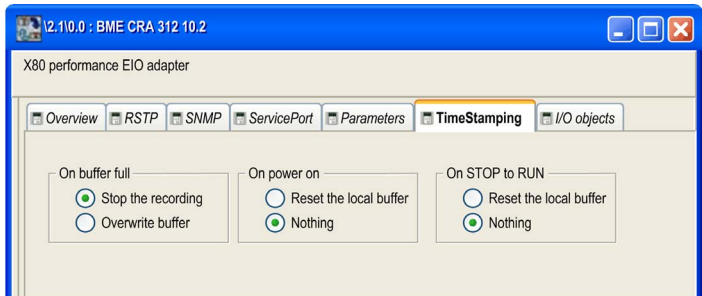 \2.1\0.0 : BME CRA 312 10.2
X80 performance EIO adapter
Overview RSTP SNMP ServicePort Parameters TimeStamping I/O objects
On buffer full On power on On STOP to RUN
Stop the recording Reset the local buffer Reset the local buffer
Overwrite buffer Nothing Nothing